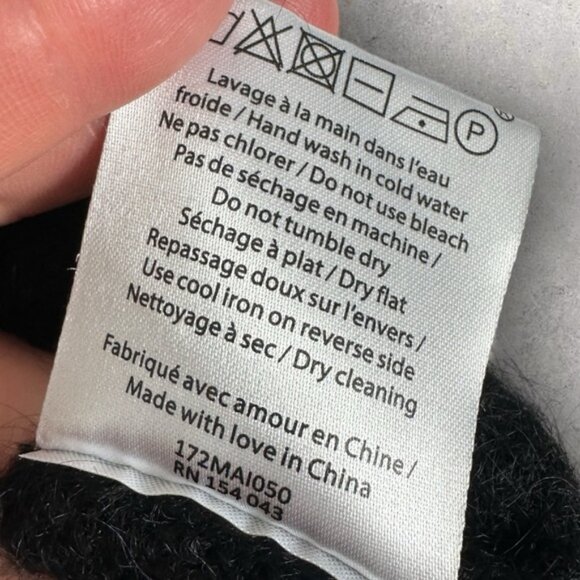 P
Lavage à la main dans l'eau
froide / Hand wash in cold water
Ne pas chlorer / Do not use bleach
Pas de séchage en machine /
Do not tumble dry
Séchage à plat / Dry flat
Repassage doux sur l'envers /
Use cool iron on reverse side
Nettoyage à sec / Dry cleaning
Fabriqué avec amour en Chine /
Made with love in China
172MAI050
RN 154 043